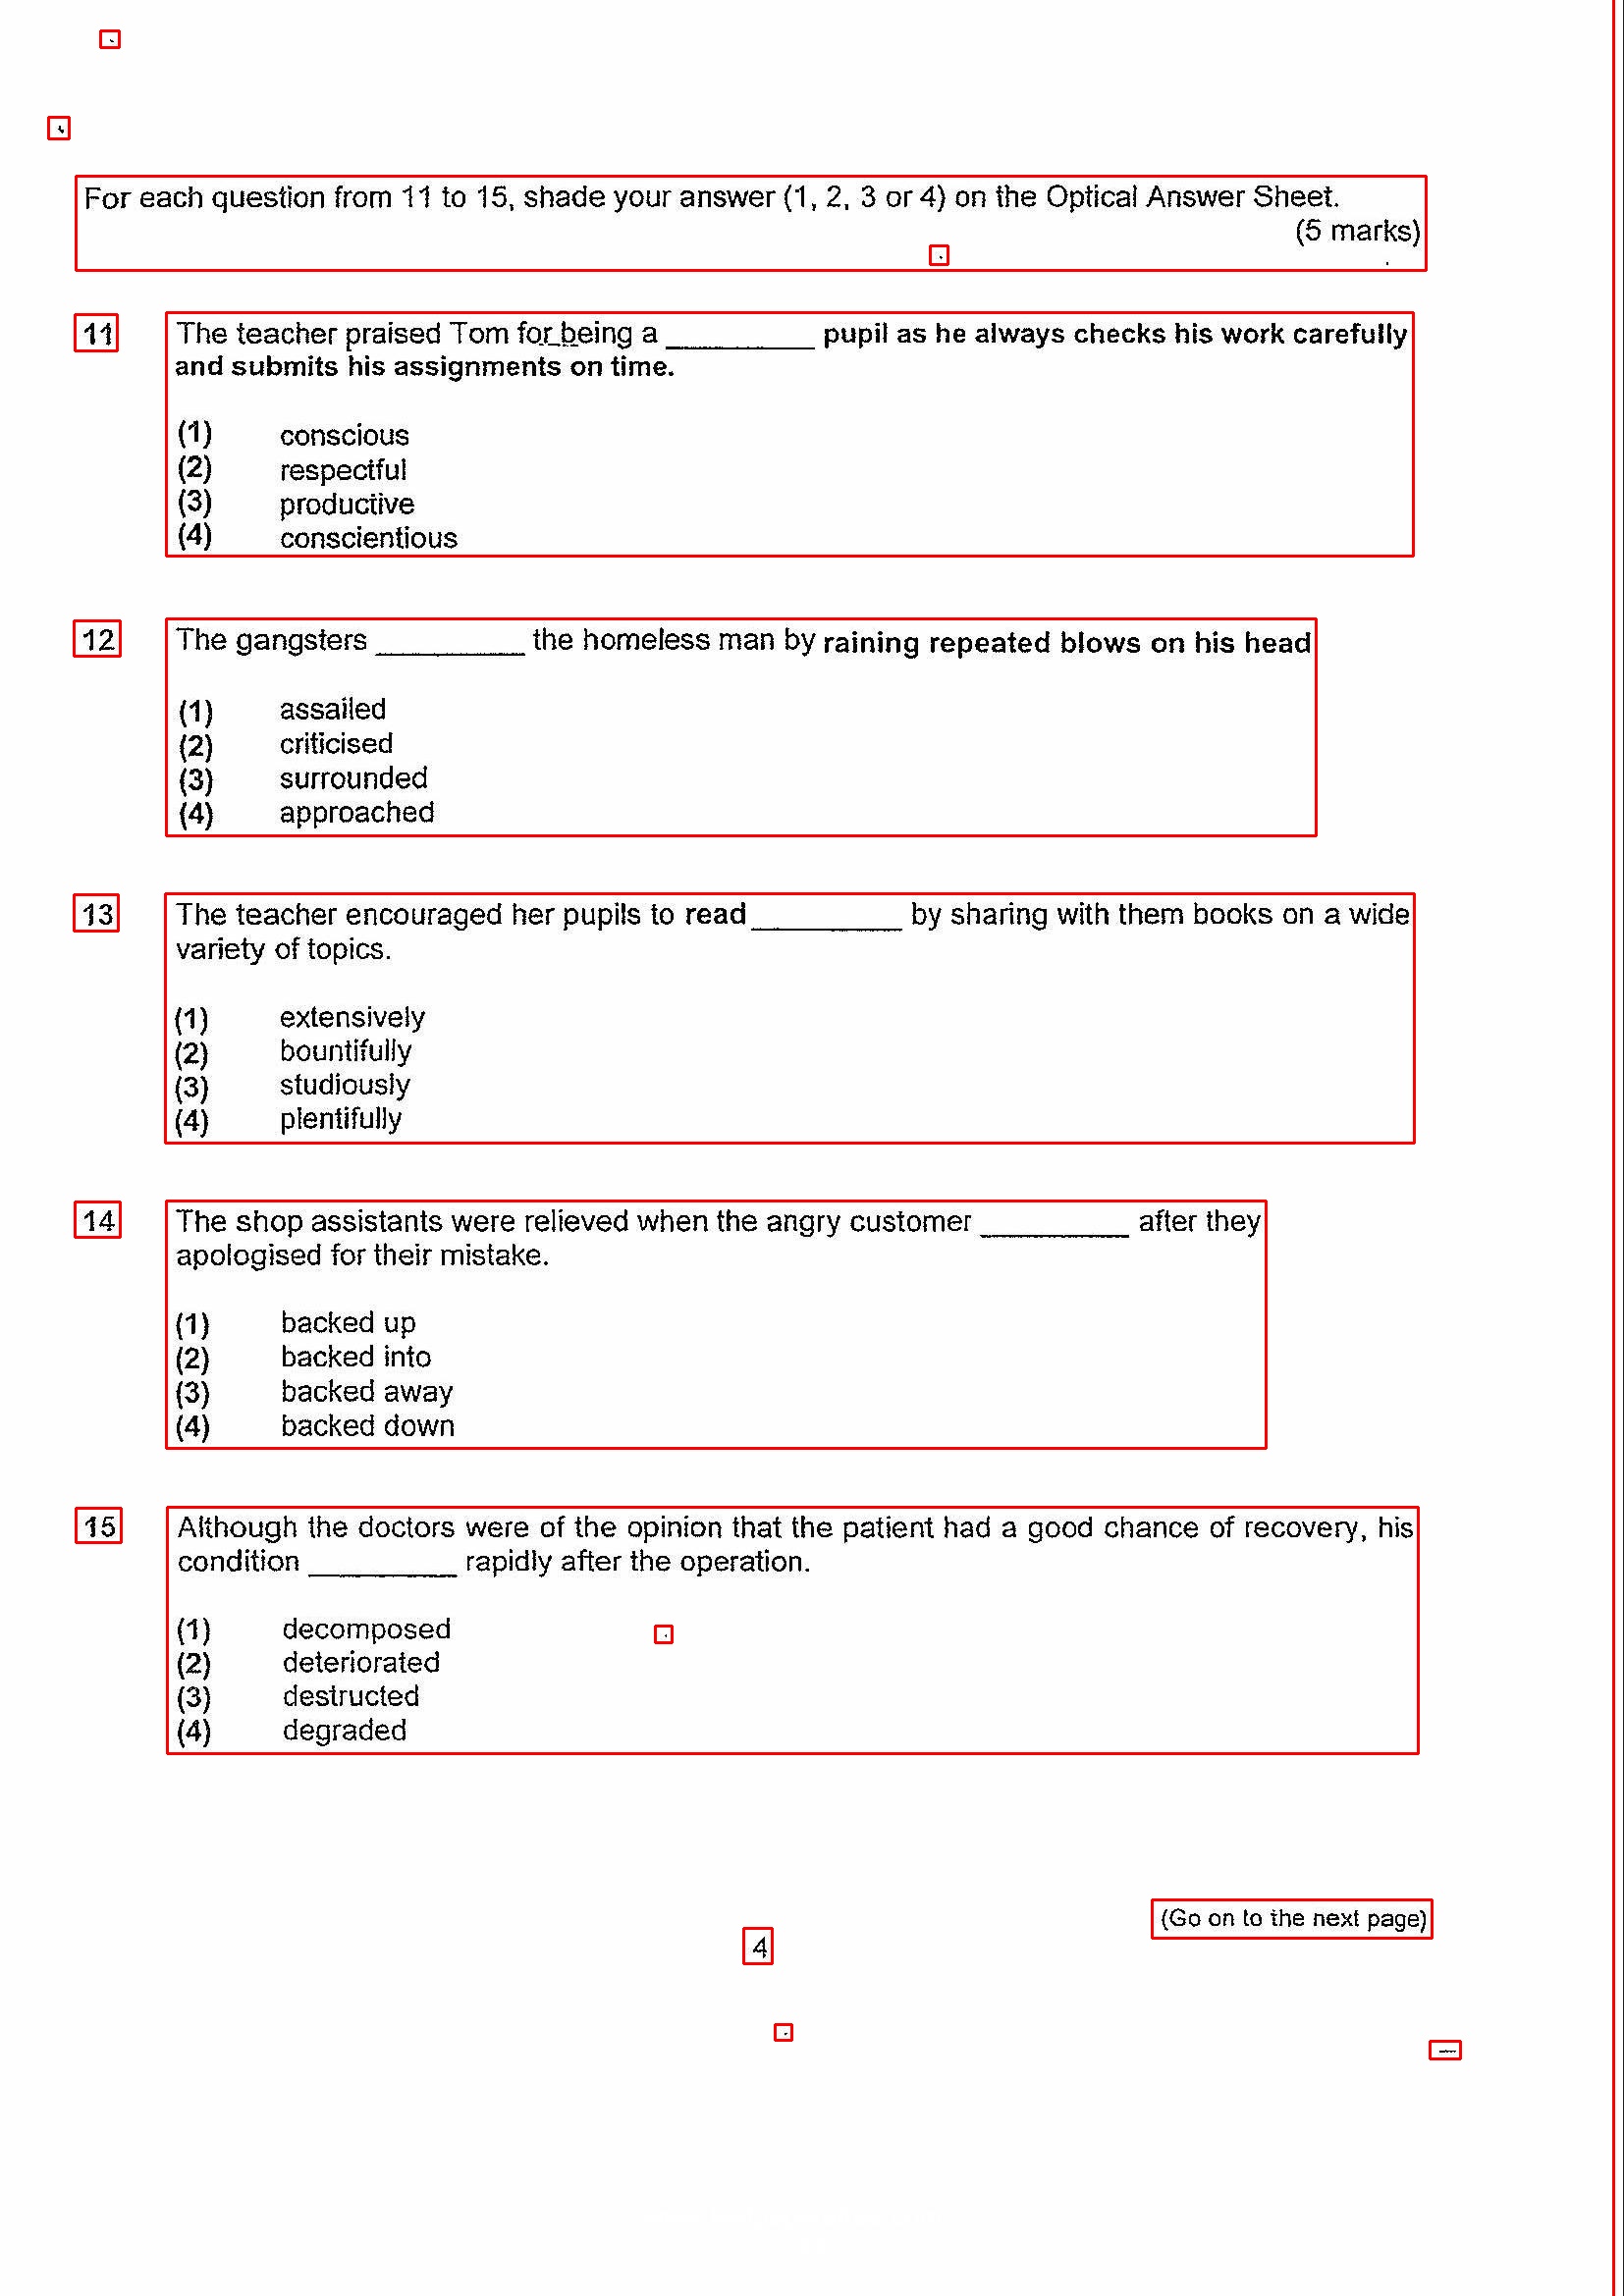 For each question from 11 to 15, shade your answer (1, 2, 3 or 4) on the Optical Answer Sheet.
(5 marks)
11 The teacher praised Tom for being a __________ pupil as he always checks his work carefully
and submits his assignments on time.
(1) conscious
(2) respectful
(3) productive
(4) conscientious
12 The gangsters __________ the homeless man by raining repeated blows on his head
(1) assailed
(2) criticised
(3) surrounded
(4) approached
13 The teacher encouraged her pupils to read __________ by sharing with them books on a wide
variety of topics.
(1) extensively
(2) bountifully
(3) studiously
(4) plentifully
14 The shop assistants were relieved when the angry customer __________ after they
apologised for their mistake.
(1) backed up
(2) backed into
(3) backed away
(4) backed down
15 Although the doctors were of the opinion that the patient had a good chance of recovery, his
condition __________ rapidly after the operation.
(1) decomposed
(2) deteriorated
(3) destructed
(4) degraded
(Go on to the next page)
4